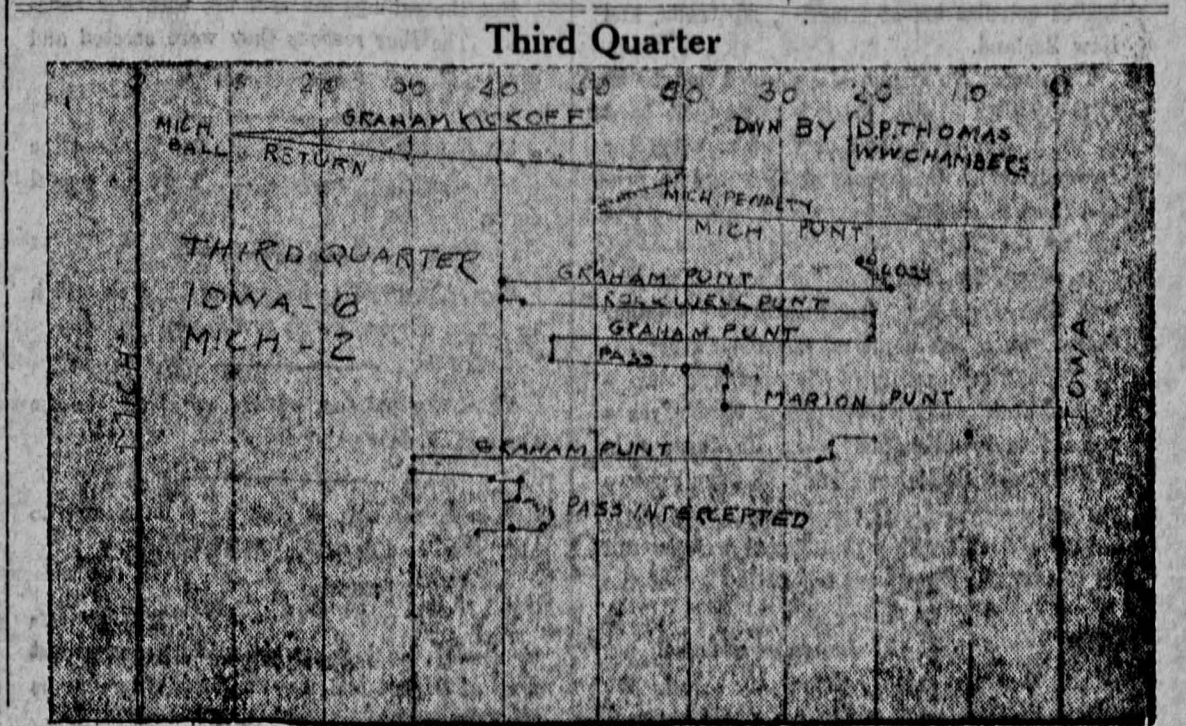 Third Quarter
15 20 30 40 50 40 30 20 10 0
GRAHAM KICKOFF
MICH.
BALL
RETURN
DOWN BY D.P. THOMAS
W W CHAMBERS
MICH. PENALTY
MICH PUNT
THIRD QUARTER
GRAHAM PUNT
LOSS
IOWA - 6
ROCKWELL PUNT
MICH - 2
GRAHAM PUNT
PASS
MICH
IOWA
MARION PUNT
GRAHAM PUNT
PASS INTERCEPTED